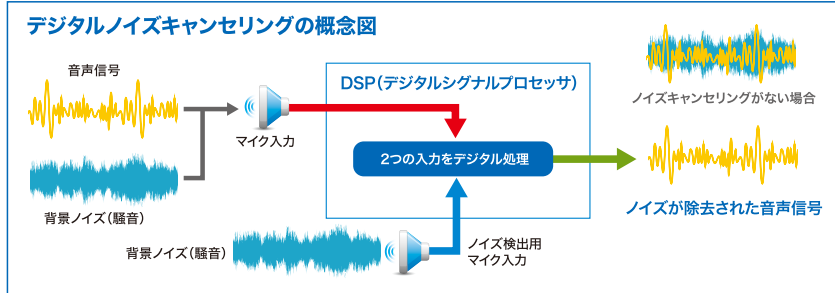 デジタルノイズキャンセリングの概念図
音声信号
マイク入力
背景ノイズ(騒音)
DSP(デジタルシグナルプロセッサ)
2つの入力をデジタル処理
背景ノイズ(騒音)
ノイズ検出用
マイク入力
ノイズキャンセリングがない場合
ノイズが除去された音声信号